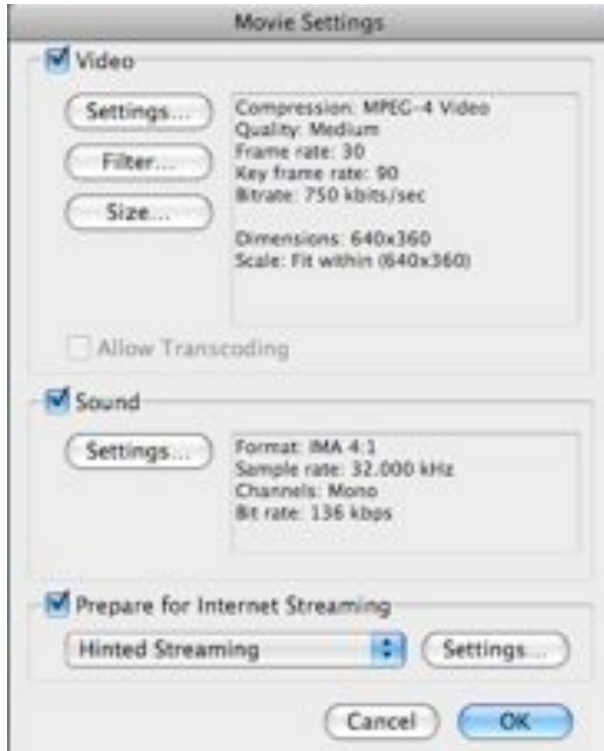 Movie Settings
Video
Settings...
Filter...
Size...
Compression: MPEG-4 Video
Quality: Medium
Frame rate: 30
Key frame rate: 90
Bitrate: 750 kbits/sec
Dimensions: 640x360
Scale: Fit within (640x360)
Allow Transcoding
Sound
Settings...
Format: IMA 4:1
Sample rate: 32.000 kHz
Channels: Mono
Bit rate: 136 kbps
Prepare for Internet Streaming
Hinted Streaming
Settings...
Cancel
OK